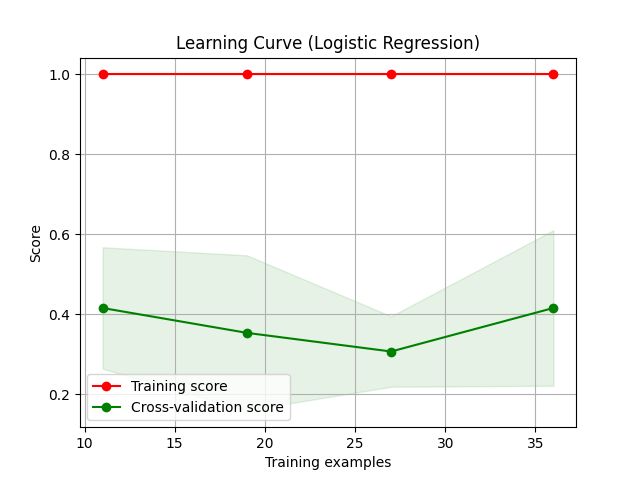 Learning Curve (Logistic Regression)
1.0
0.8
0.6
0.4
0.2
Score
Training score
Cross-validation score
10 15 20 25 30 35
Training examples